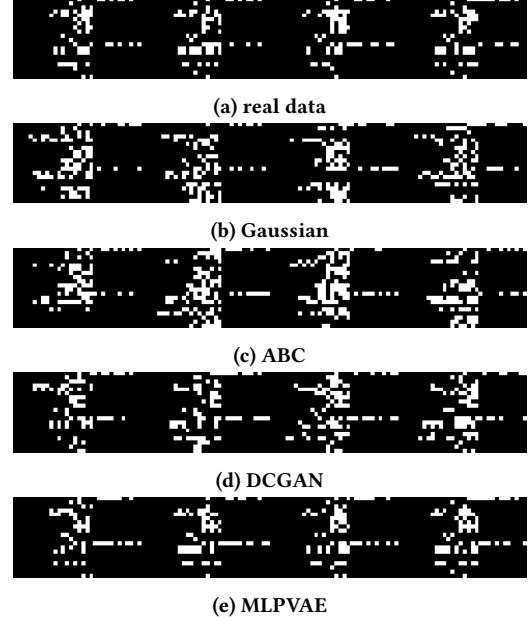 (a) real data
(b) Gaussian
(c) ABC
(d) DCGAN
(e) MLPVAE